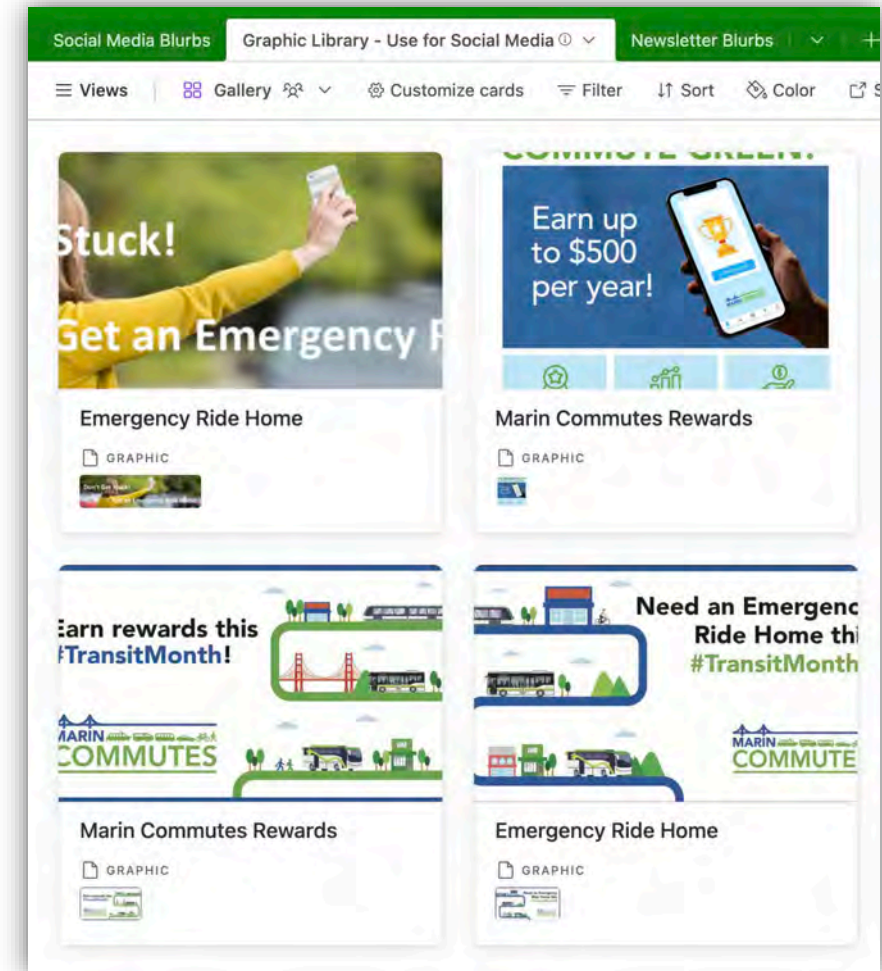 Social Media Blurbs
Graphic Library - Use for Social Media
Newsletter Blurbs
Views
Gallery
Customize cards
Filter
Sort
Color
S
Stuck!
Get an Emergency R
Emergency Ride Home
GRAPHIC
COMMUTE GREEN!
Earn up
to $500
per year!
Marin Commutes Rewards
GRAPHIC
Earn rewards this
#TransitMonth!
MARIN
COMMUTES
Marin Commutes Rewards
GRAPHIC
Need an Emergenc
Ride Home thi
#TransitMonth
MARIN
COMMUTE
Emergency Ride Home
GRAPHIC